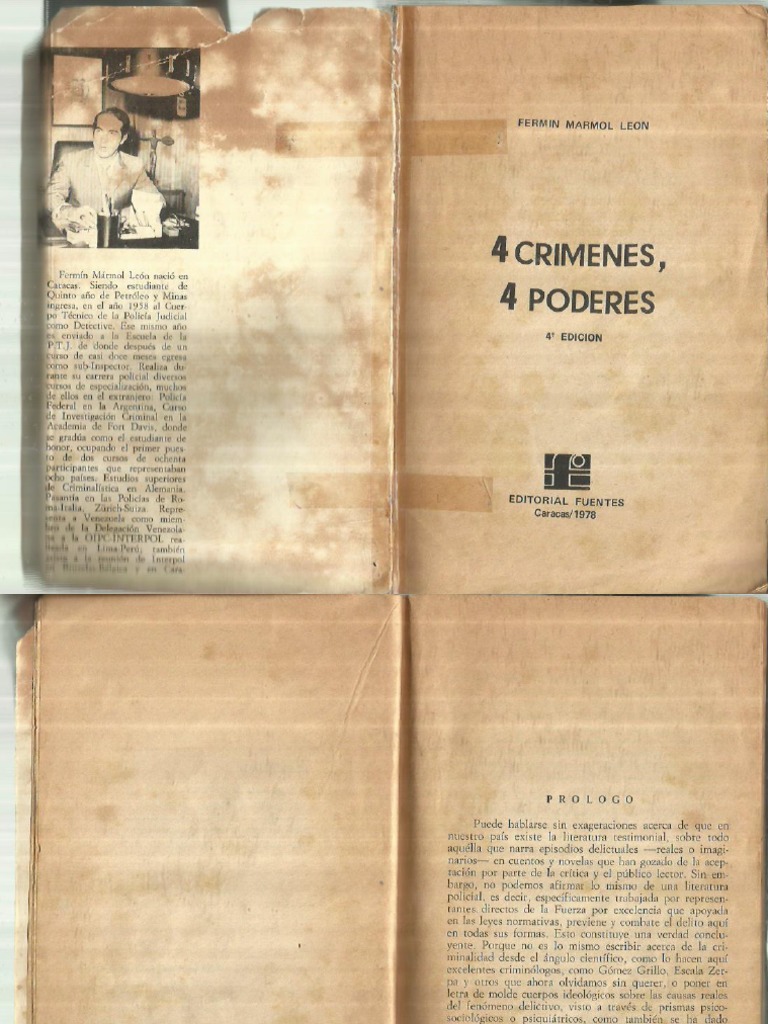 Fermín Mármol León nació en
Caracas. Siendo estudiante de
Quinto año de Petróleo y Minas
ingresa, en el año 1958 al Cuer-
po Técnico de la Policía Judicial
como Detective. Ese mismo año
es enviado a la Escuela de la
P.T.J. de donde después de un
curso de casi doce meses egresa
como sub-Inspector. Realiza du-
rante su carrera policial diversos
cursos de especialización, muchos
de ellos en el extranjero: Policía
Federal en la Argentina, Curso
de Investigación Criminal en la
Academia de Fort Davis, donde
se gradúa como el estudiante de
honor, ocupando el primer pues-
to de dos cursos de ochenta
participantes que representaban
ocho países. Estudios superiores
de Criminalística en Alemania.
Pasantía en las Policías de Ro-
ma-Italia, Zürich-Suiza. Repre-
senta a Venezuela como miem-
bro de la Delegación Venezola-
na a la OIPC-INTERPOL rea-
lizada en Lima-Perú, también
a la reunión de Interpol
en Bruselas-Bélgica y en Cara-
FERMIN MARMOL LEON
4 CRIMENES,
4 PODERES
4ª EDICION
EDITORIAL FUENTES
Caracas/1978
PROLOGO
Puede hablarse sin exageraciones acerca de que en
nuestro país existe la literatura testimonial, sobre todo
aquélla que narra episodios delictuales —reales o imagi-
narios— en cuentos y novelas que han gozado de la acep-
tación por parte de la crítica y el público lector. Sin em-
bargo, no podemos afirmar lo mismo de una literatura
policial, es decir, específicamente trabajada por represen-
tantes directos de la Fuerza por excelencia que apoyada
en las leyes normativas, previene y combate el delito aquí
en todas sus formas. Esto constituye una verdad conclu-
yente. Porque no es lo mismo escribir acerca de la cri-
minalidad desde el ángulo científico, como lo hacen aquí
excelentes criminólogos, como Gómez Grillo, Escala Zer-
pa y otros que ahora olvidamos sin querer, o poner en
letra de molde cuerpos ideológicos sobre las causas reales
del fenómeno delictivo, visto a través de prismas psico-
sociológicos o psiquiátricos, como también se ha dado